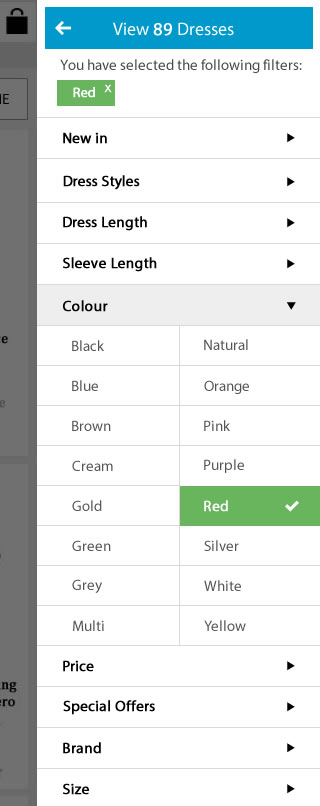 View 89 Dresses
You have selected the following filters:
Red x
New in
Dress Styles
Dress Length
Sleeve Length
Colour
Black Natural
Blue Orange
Brown Pink
Cream Purple
Gold Red
Green Silver
Grey White
Multi Yellow
Price
Special Offers
Brand
Size